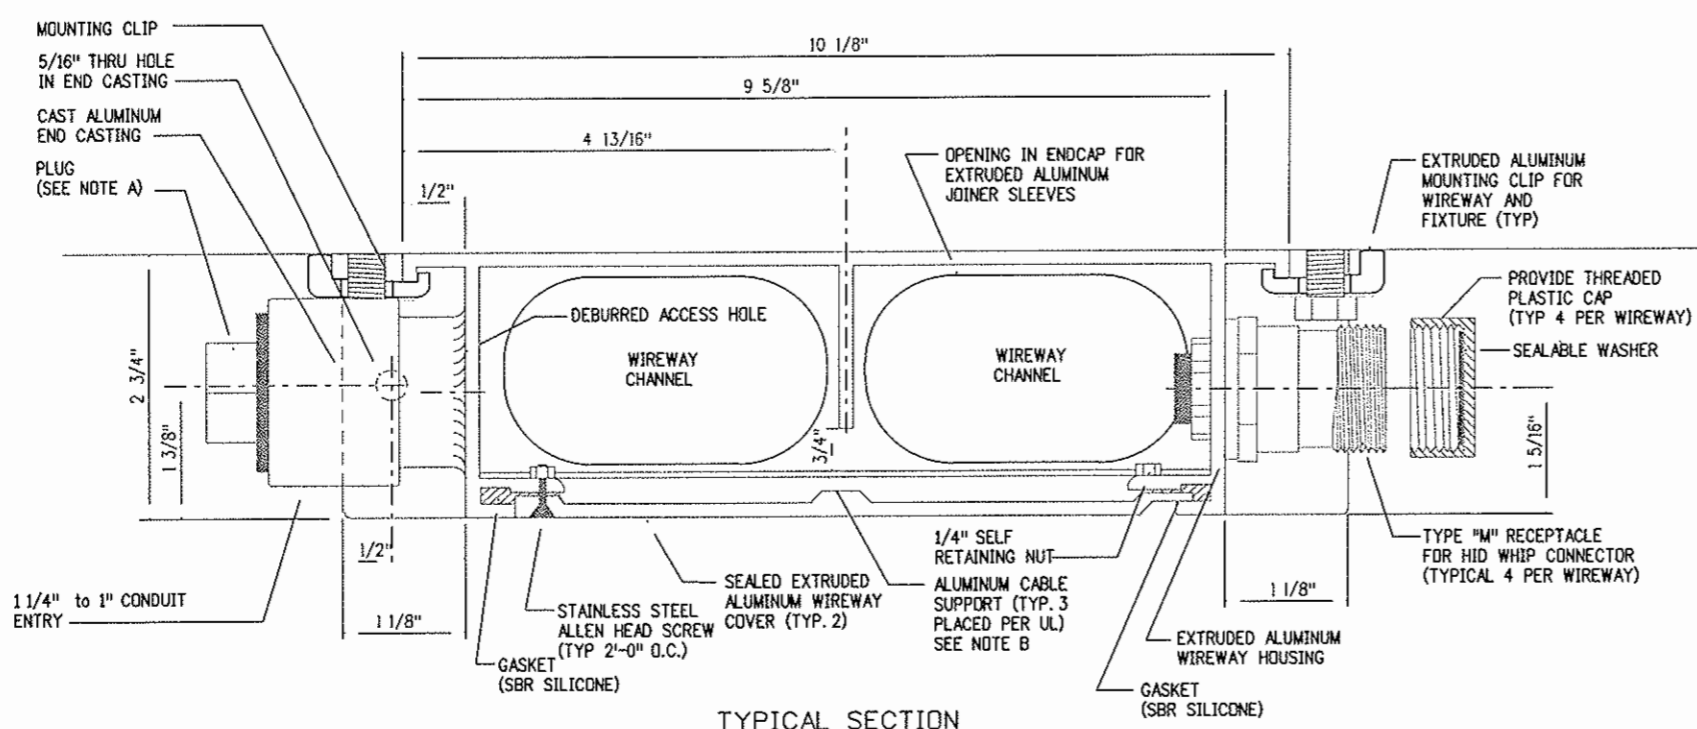 MOUNTING CLIP
5/16" THRU HOLE
IN END CASTING
CAST ALUMINUM
END CASTING
PLUG
(SEE NOTE A)
10 1/8"
9 5/8"
4 13/16"
1/2"
OPENING IN ENDCAP FOR
EXTRUDED ALUMINUM
JOINER SLEEVES
EXTRUDED ALUMINUM
MOUNTING CLIP FOR
WIREWAY AND
FIXTURE (TYP)
PROVIDE THREADED
PLASTIC CAP
(TYP 4 PER WIREWAY)
SEALABLE WASHER
DEBURRED ACCESS HOLE
WIREWAY
CHANNEL
WIREWAY
CHANNEL
2 3/4"
1 3/8"
3/4"
1 5/16"
1/2"
1 1/8"
1 1/4" to 1" CONDUIT
ENTRY
STAINLESS STEEL
ALLEN HEAD SCREW
(TYP 2'-0" O.C.)
GASKET
(SBR SILICONE)
SEALED EXTRUDED
ALUMINUM WIREWAY
COVER (TYP. 2)
1/4" SELF
RETAINING NUT
ALUMINUM CABLE
SUPPORT (TYP. 3
PLACED PER UL)
SEE NOTE B
1 1/8"
TYPE "M" RECEPTACLE
FOR HID WHIP CONNECTOR
(TYPICAL 4 PER WIREWAY)
EXTRUDED ALUMINUM
WIREWAY HOUSING
GASKET
(SBR SILICONE)
TYPICAL SECTION